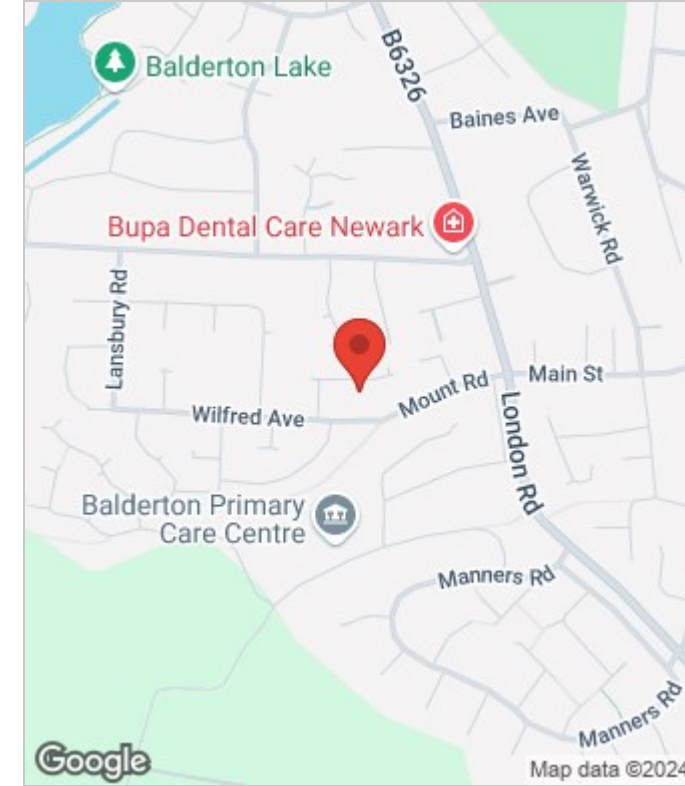 B6326
Balderton Lake
Baines Ave
Warwick Rd
Bupa Dental Care Newark
Lansbury Rd
Mount Rd
Main St
Wilfred Ave
London Rd
Balderton Primary
Care Centre
Manners Rd
Manners Rd
Google
Map data ©2024